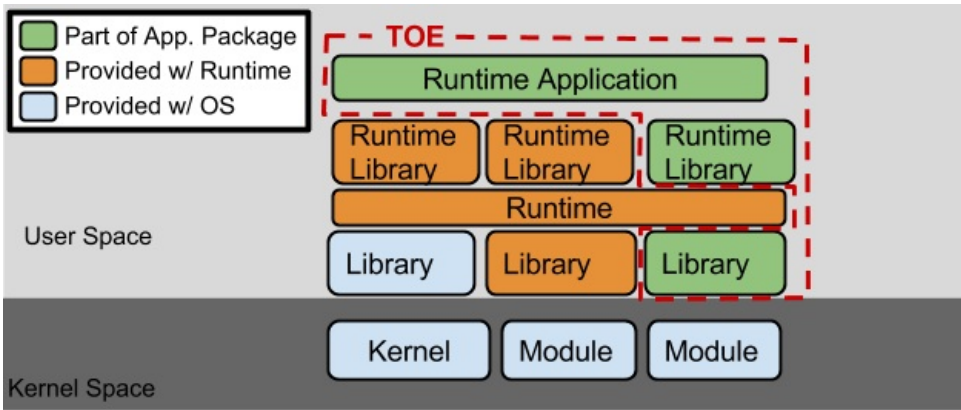 Part of App. Package
Provided w/ Runtime
Provided w/ OS
TOE
Runtime Application
Runtime Library
Runtime Library
Runtime Library
Runtime
User Space
Library
Library
Library
Kernel
Module
Module
Kernel Space